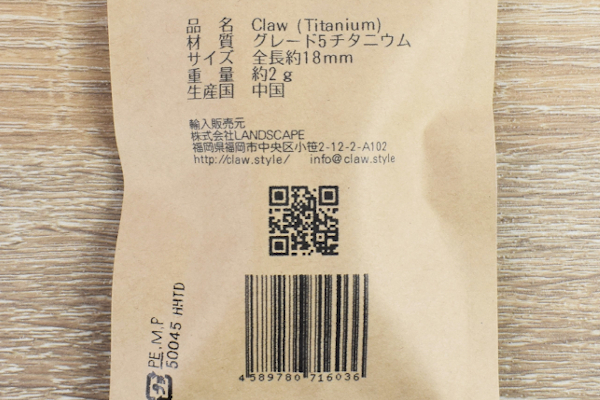 品　名　Claw (Titanium)
材　質　グレード5チタニウム
サイズ　全長約18mm
重　量　約2ｇ
生産国　中国
輸入販売元
株式会社LANDSCAPE
福岡県福岡市中央区小笹2-12-2-A102
http://claw.style/　info@claw.style
4 589780 716036
PE.M.P
50045 HHTD